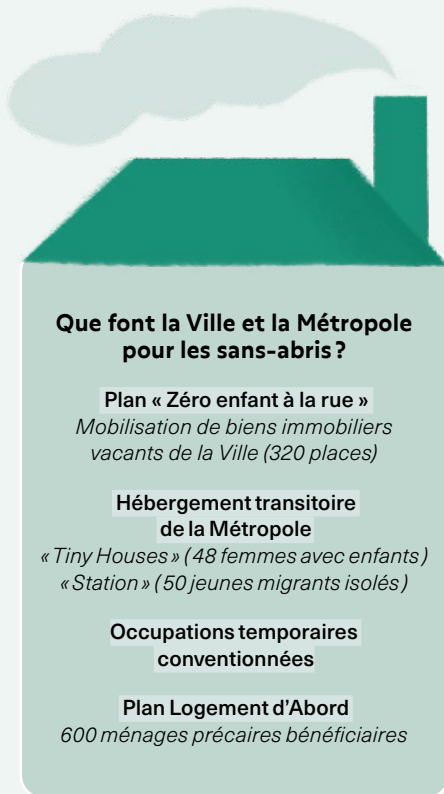 Que font la Ville et la Métropole
pour les sans-abris ?
Plan « Zéro enfant à la rue »
Mobilisation de biens immobiliers
vacants de la Ville (320 places)
Hébergement transitoire
de la Métropole
« Tiny Houses » (48 femmes avec enfants)
« Station » (50 jeunes migrants isolés)
Occupations temporaires
conventionnées
Plan Logement d'Abord
600 ménages précaires bénéficiaires